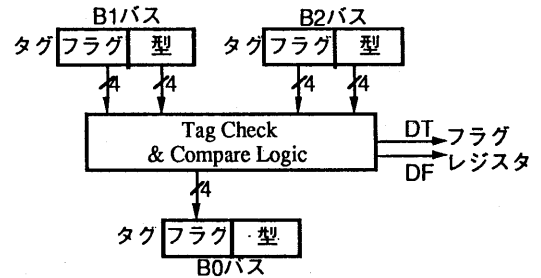 B1バス B2バス
タグ フラグ 型 タグ フラグ 型
4 4 4 4
Tag Check
& Compare Logic
DT フラグ
DF レジスタ
4
タグ フラグ 型
B0バス